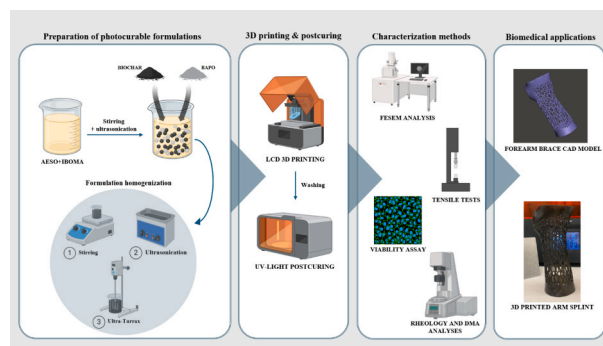 Preparation of photocurable formulations
BIOCHAR
BAPO
Stirring
+ ultrasonication
AESO+IBOMA
Formulation homogenization
1 Stirring
2 Ultrasonication
3 Ultra-Turrax
3D printing & postcuring
LCD 3D PRINTING
Washing
UV-LIGHT POSTCURING
Characterization methods
FESEM ANALYSIS
TENSILE TESTS
VIABILITY ASSAY
RHEOLOGY AND DMA
ANALYSES
Biomedical applications
FOREARM BRACE CAD MODEL
3D PRINTED ARM SPLINT